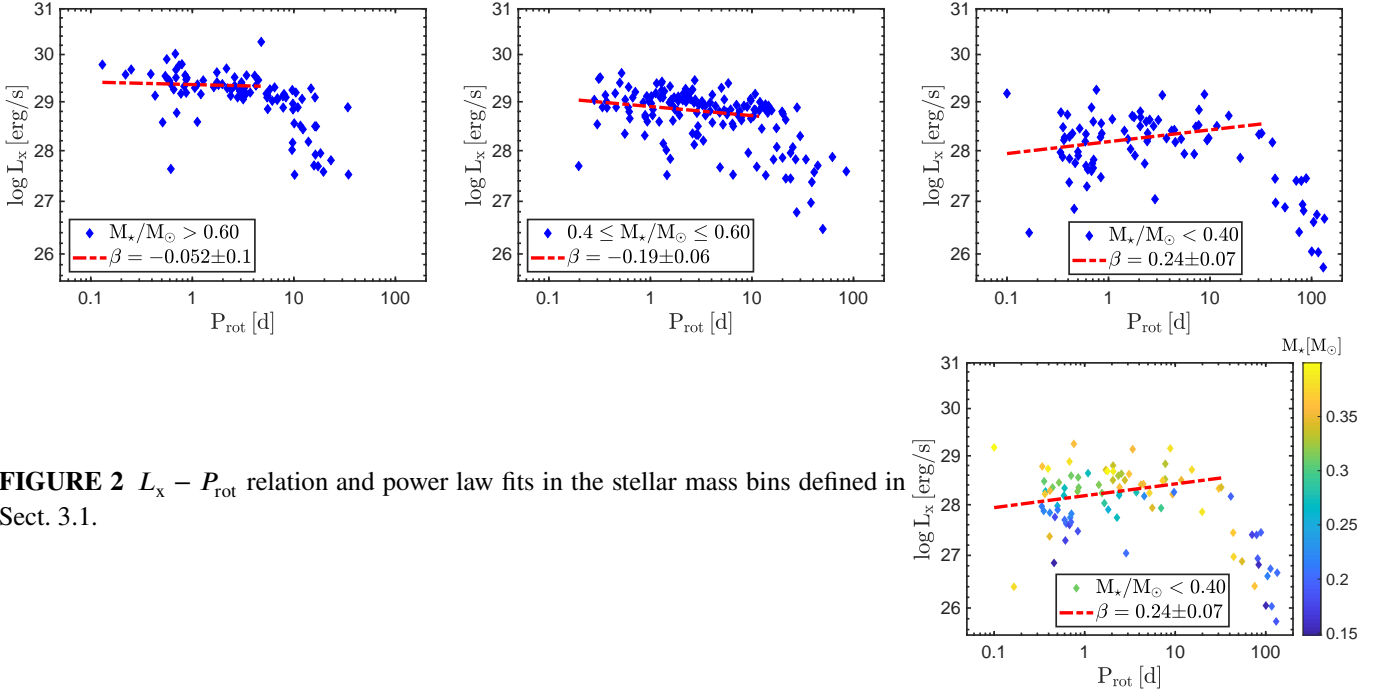 31
30
29
28
27
26
log Lₓ [erg/s]
M⋆/M⊙ > 0.60
β = −0.052±0.1
0.1 1 10 100
P_rot [d]
31
30
29
28
27
26
log Lₓ [erg/s]
0.4 ≤ M⋆/M⊙ ≤ 0.60
β = −0.19±0.06
0.1 1 10 100
P_rot [d]
31
30
29
28
27
26
log Lₓ [erg/s]
M⋆/M⊙ < 0.40
β = 0.24±0.07
0.1 1 10 100
P_rot [d]
FIGURE 2 Lₓ − P_rot relation and power law fits in the stellar mass bins defined in
Sect. 3.1.
31
30
29
28
27
26
log Lₓ [erg/s]
M⋆/M⊙ < 0.40
β = 0.24±0.07
0.1 1 10 100
P_rot [d]
M⋆[M⊙]
0.35
0.3
0.25
0.2
0.15